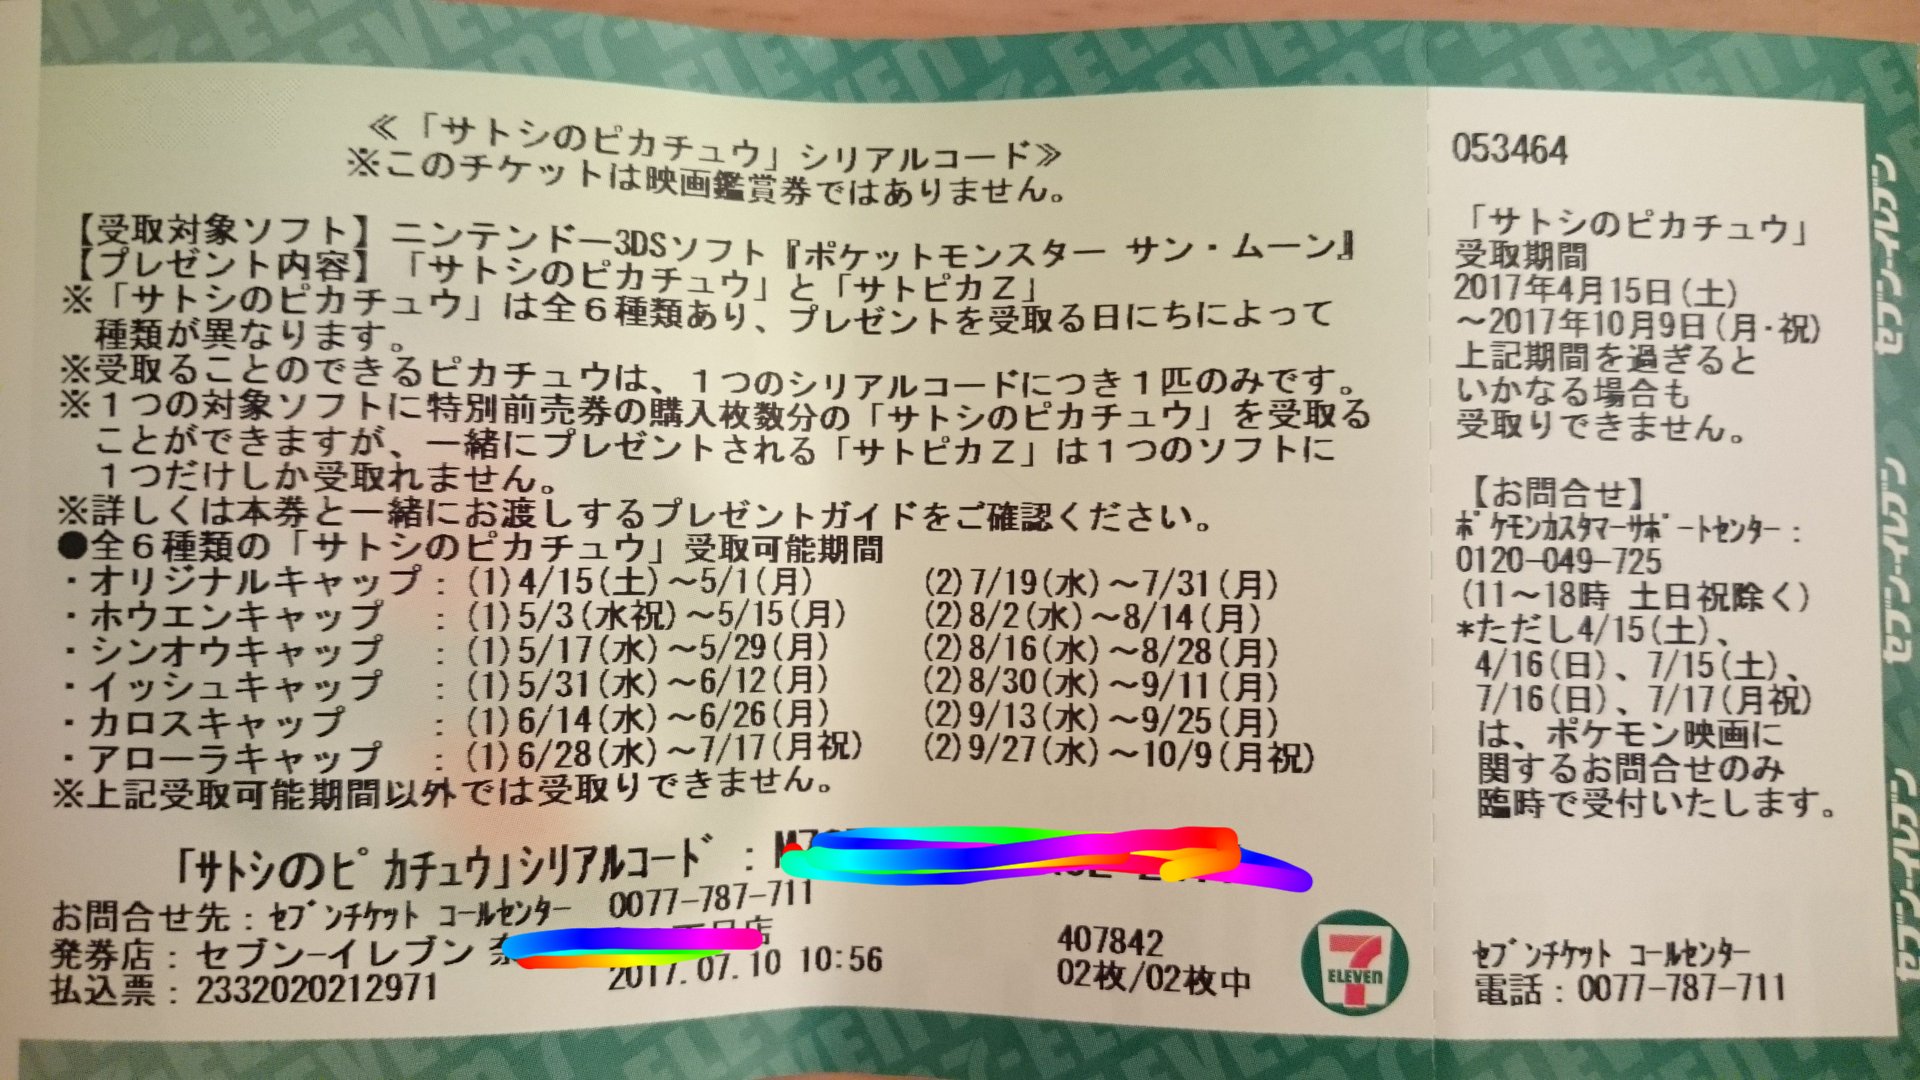 ≪「サトシのピカチュウ」シリアルコード≫
※このチケットは映画鑑賞券ではありません。
【受取対象ソフト】ニンテンドー3DSソフト『ポケットモンスター サン・ムーン』
【プレゼント内容】「サトシのピカチュウ」と「サトピカＺ」
※「サトシのピカチュウ」は全６種類あり、プレゼントを受取る日にちによって
種類が異なります。
※受取ることのできるピカチュウは、１つのシリアルコードにつき１匹のみです。
※１つの対象ソフトに特別前売券の購入枚数分の「サトシのピカチュウ」を受取る
ことができますが、一緒にプレゼントされる「サトピカＺ」は１つのソフトに
１つだけしか受取れません。
※詳しくは本券と一緒にお渡しするプレゼントガイドをご確認ください。
●全６種類の「サトシのピカチュウ」受取可能期間
・オリジナルキャップ：(1)4/15(土)～5/1(月) (2)7/19(水)～7/31(月)
・ホウエンキャップ ：(1)5/3(水祝)～5/15(月) (2)8/2(水)～8/14(月)
・シンオウキャップ ：(1)5/17(水)～5/29(月) (2)8/16(水)～8/28(月)
・イッシュキャップ ：(1)5/31(水)～6/12(月) (2)8/30(水)～9/11(月)
・カロスキャップ ：(1)6/14(水)～6/26(月) (2)9/13(水)～9/25(月)
・アローラキャップ ：(1)6/28(水)～7/17(月祝) (2)9/27(水)～10/9(月祝)
※上記受取可能期間以外では受取りできません。
｢サトシのピカチュウ｣シリアルコード：
お問合せ先：ｾﾌﾞﾝﾁｹｯﾄ ｺｰﾙｾﾝﾀｰ 0077-787-711
発券店：セブン-イレブン
払込票：2332020212971 2017.07.10 10:56
407842
02枚/02枚中
7
ELEVEN
053464
「サトシのピカチュウ」
受取期間
2017年4月15日(土)
～2017年10月9日(月･祝)
上記期間を過ぎると
いかなる場合も
受取りできません。
【お問合せ】
ﾎﾟｹﾓﾝｶｽﾀﾏｰｻﾎﾟｰﾄｾﾝﾀｰ：
0120-049-725
(11～18時 土日祝除く)
*ただし4/15(土)、
4/16(日)、7/15(土)、
7/16(日)、7/17(月祝)
は、ポケモン映画に
関するお問合せのみ
臨時で受付いたします。
ｾﾌﾞﾝﾁｹｯﾄ ｺｰﾙｾﾝﾀｰ
電話：0077-787-711
セブン-イレブン
セブン-イレブン
セブン-イレブン